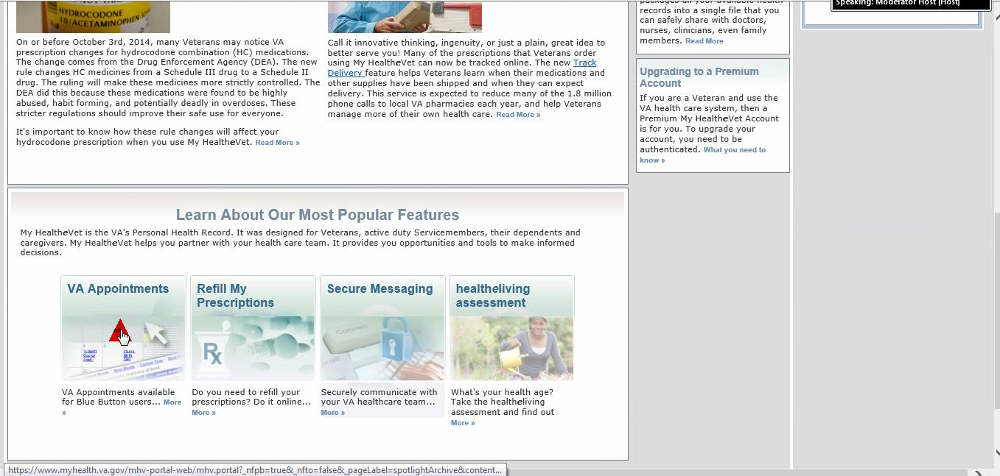 HYDROCODONE
10/ACETAMINOPHEN
On or before October 3rd, 2014, many Veterans may notice VA
prescription changes for hydrocodone combination (HC) medications.
The change comes from the Drug Enforcement Agency (DEA). The new
rule changes HC medicines from a Schedule III drug to a Schedule II
drug. The ruling will make these medicines more strictly controlled. The
DEA did this because these medications were found to be highly
abused, habit forming, and potentially deadly in overdoses. These
stricter regulations should improve their safe use for everyone.
It's important to know how these rule changes will affect your
hydrocodone prescription when you use My HealtheVet. Read More »
Call it innovative thinking, ingenuity, or just a plain, great idea to
better serve you! Many of the prescriptions that Veterans order
using My HealtheVet can now be tracked online. The new Track
Delivery feature helps Veterans learn when their medications and
other supplies have been shipped and when they can expect
delivery. This service is expected to reduce many of the 1.8 million
phone calls to local VA pharmacies each year, and help Veterans
manage more of their own health care. Read More »
packages all your available health
records into a single file that you
can safely share with doctors,
nurses, clinicians, even family
members. Read More
Upgrading to a Premium
Account
If you are a Veteran and use the
VA health care system, then a
Premium My HealtheVet Account
is for you. To upgrade your
account, you need to be
authenticated. What you need to
know »
Speaking: Moderator Host (Host)
Learn About Our Most Popular Features
My HealtheVet is the VA's Personal Health Record. It was designed for Veterans, active duty Servicemembers, their dependents and
caregivers. My HealtheVet helps you partner with your health care team. It provides you opportunities and tools to make informed
decisions.
VA Appointments
VA Appointments available
for Blue Button users... More
»
Refill My
Prescriptions
Rx
Do you need to refill your
prescriptions? Do it online...
More »
Secure Messaging
Connect
Securely communicate with
your VA healthcare team...
More »
healtheliving
assessment
What's your health age?
Take the healtheliving
assessment and find out
More »
https://www.myhealth.va.gov/mhv-portal-web/mhv.portal?_nfpb=true&_nfto=false&_pageLabel=spotlightArchive&content...